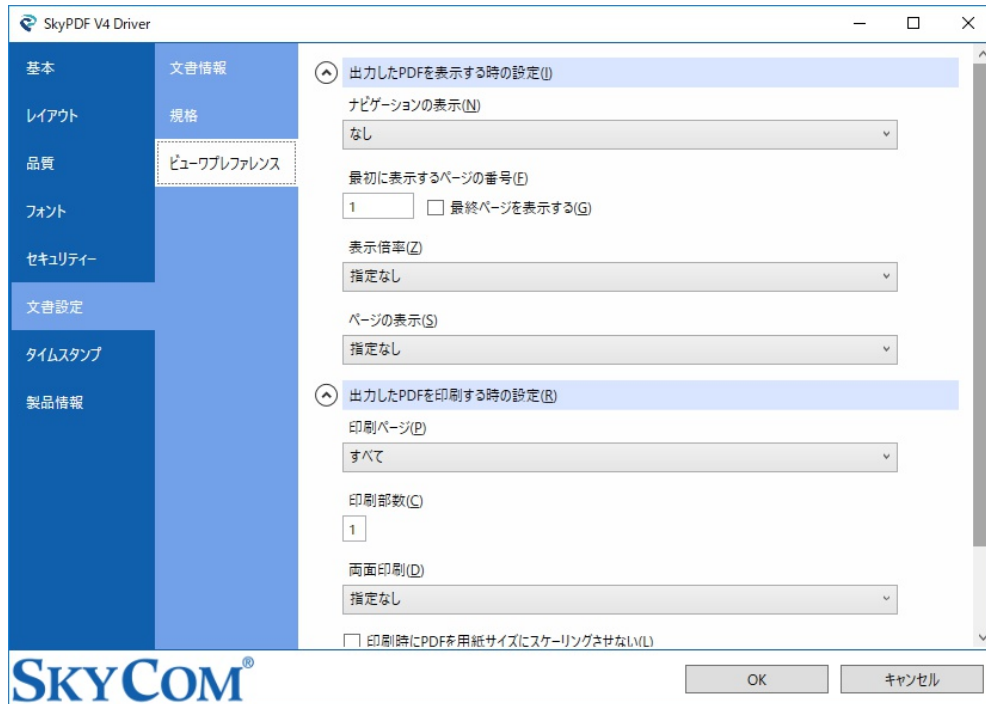 SkyPDF V4 Driver
基本
レイアウト
品質
フォント
セキュリティー
文書設定
タイムスタンプ
製品情報
文書情報
規格
ビューワプレファレンス
出力したPDFを表示する時の設定(I)
ナビゲーションの表示(N)
なし
最初に表示するページの番号(F)
1 最終ページを表示する(G)
表示倍率(Z)
指定なし
ページの表示(S)
指定なし
出力したPDFを印刷する時の設定(R)
印刷ページ(P)
すべて
印刷部数(C)
1
両面印刷(D)
指定なし
印刷時にPDFを用紙サイズにスケーリングさせない(L)
SKYCOM®
OK キャンセル